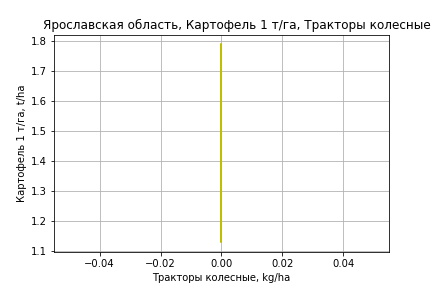 Ярославская область, Картофель 1 т/га, Тракторы колесные
1.8
1.7
1.6
1.5
1.4
1.3
1.2
1.1
Картофель 1 т/га, t/ha
−0.04 −0.02 0.00 0.02 0.04
Тракторы колесные, kg/ha